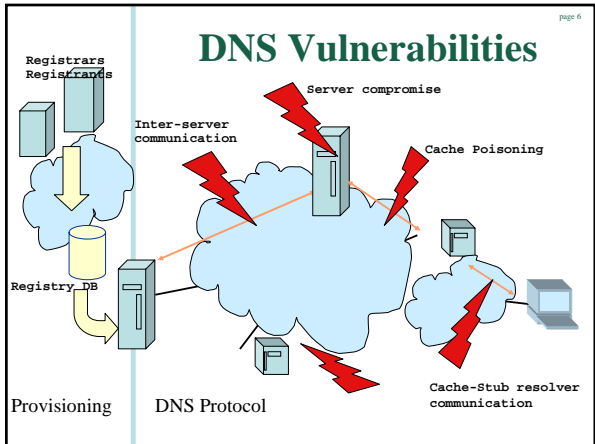 page 6
DNS Vulnerabilities
Registrars
Registrants
Server compromise
Inter-server
communication
Cache Poisoning
Registry DB
Cache-Stub resolver
communication
Provisioning
DNS Protocol